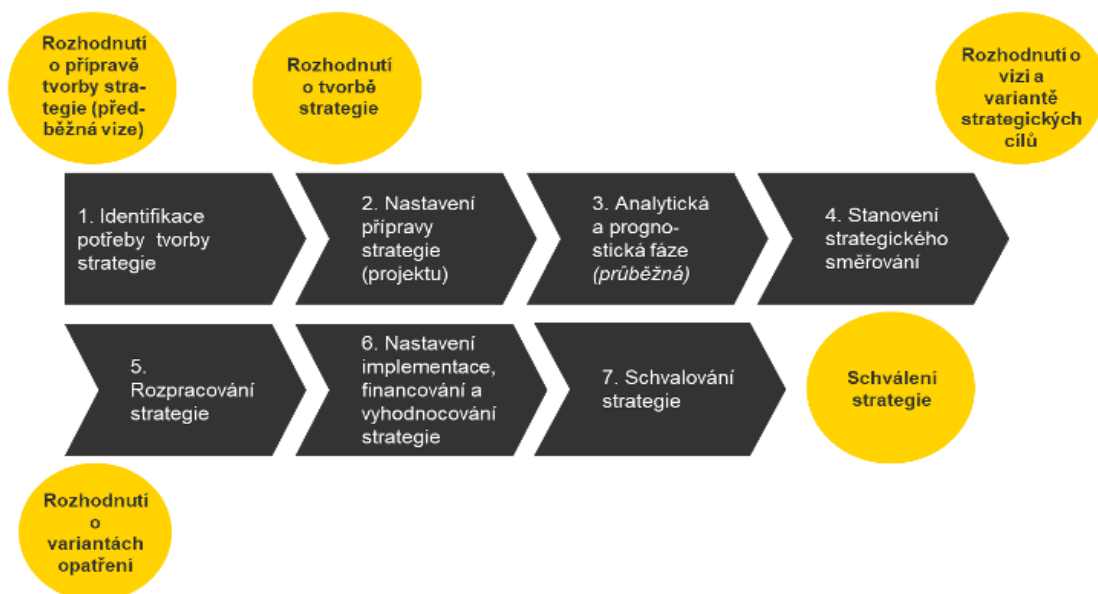 Rozhodnutí
o přípravě
tvorby stra-
tegie (před-
běžná vize)
Rozhodnutí
o tvorbě
strategie
Rozhodnutí o
vizi a
variantě
strategických
cílů
1. Identifikace
potřeby tvorby
strategie
2. Nastavení
přípravy
strategie
(projektu)
3. Analytická
a progno-
stická fáze
(průběžná)
4. Stanovení
strategického
směřování
5.
Rozpracování
strategie
6. Nastavení
implementace,
financování a
vyhodnocování
strategie
7. Schvalování
strategie
Schválení
strategie
Rozhodnutí
o
variantách
opatření